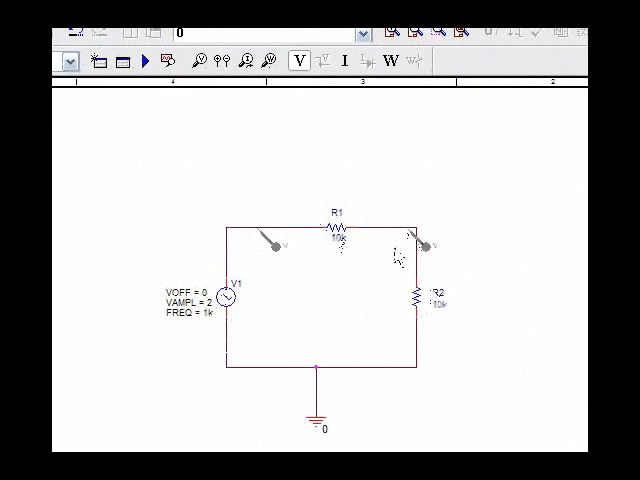 0
V I W
4 3 2
R1
10k
V V
V1
VOFF = 0
VAMPL = 2
FREQ = 1k
R2
10k
0